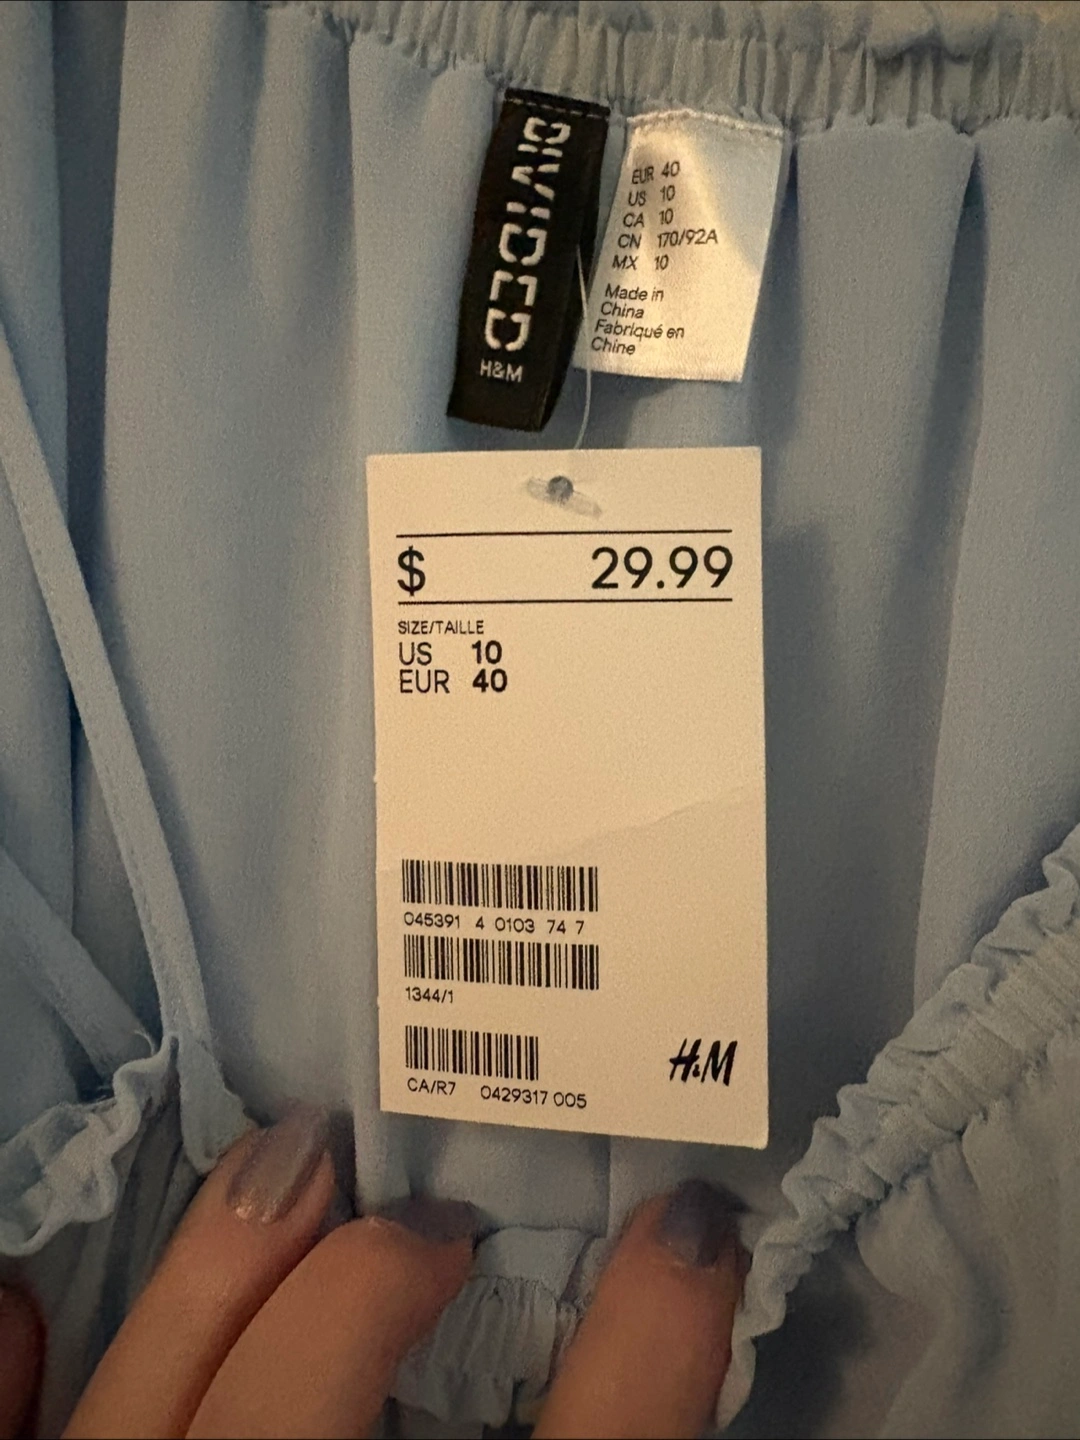 DIVIDED
H&M
EUR 40
US 10
CA 10
CN 170/92A
MX 10
Made in
China
Fabriqué en
Chine
$ 29.99
SIZE/TAILLE
US 10
EUR 40
045391 4 0103 74 7
1344/1
CA/R7 0429317 005
H&M